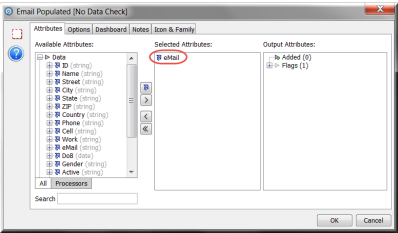 Email Populated [No Data Check]
Attributes Options Dashboard Notes Icon & Family
Available Attributes:
Data
ID (string)
Name (string)
Street (string)
City (string)
State (string)
ZIP (string)
Country (string)
Phone (string)
Cell (string)
Work (string)
eMail (string)
DoB (date)
Gender (string)
Active (string)
All Processors
Search
Selected Attributes:
eMail
Output Attributes:
Added (0)
Flags (1)
OK Cancel